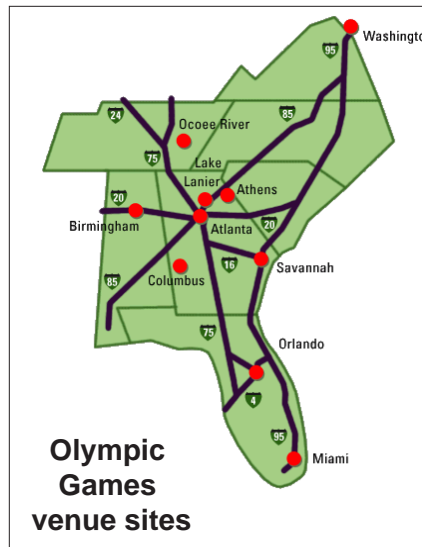 Washington
95
24
85
Ocoee River
75
Lake
Lanier
Athens
20
Birmingham
Atlanta
20
Savannah
16
Columbus
85
75
Orlando
4
95
Miami
Olympic
Games
venue sites